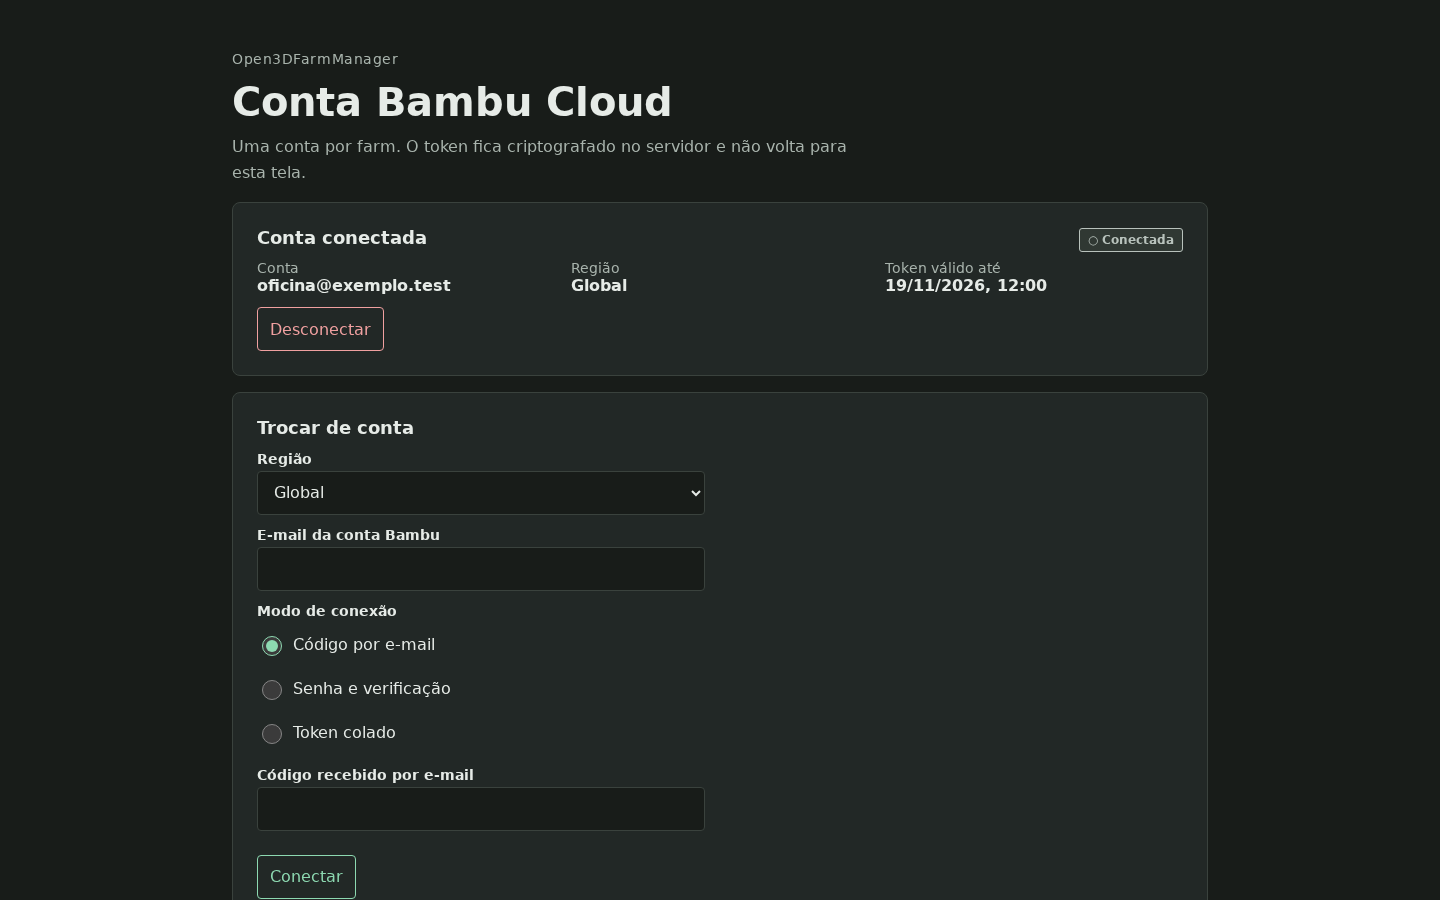 Open3DFarmManager
Conta Bambu Cloud
Uma conta por farm. O token fica criptografado no servidor e não volta para
esta tela.
Conta conectada
Conectada
Conta
Região
Token válido até
oficina@exemplo.test
Global
19/11/2026, 12:00
Desconectar
Trocar de conta
Região
Global
E-mail da conta Bambu
Modo de conexão
Código por e-mail
Senha e verificação
Token colado
Código recebido por e-mail
Conectar